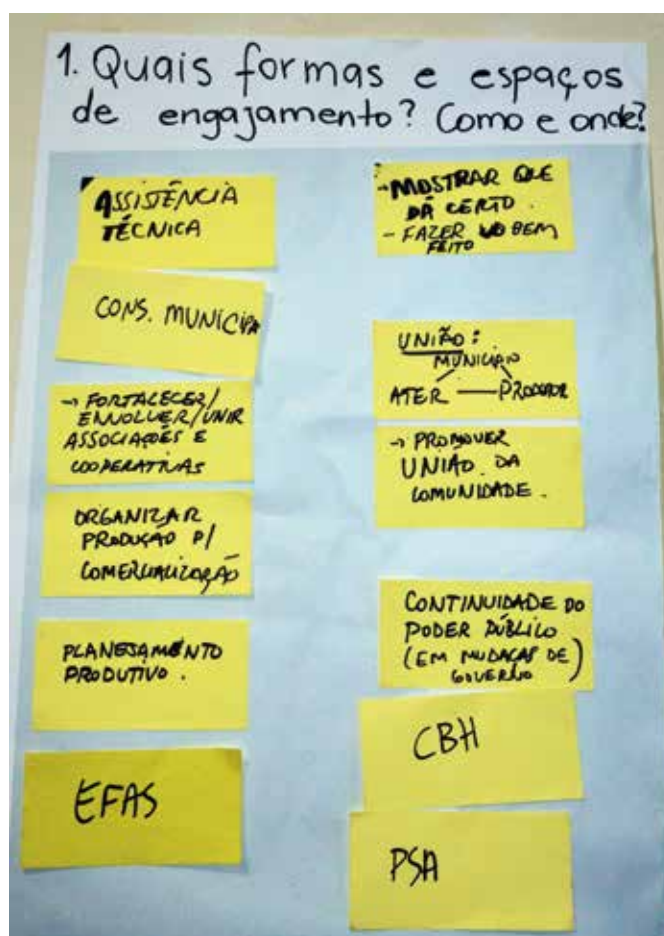 1. Quais formas e espaços
de engajamento? Como e onde?
ASSISTÊNCIA
TÉCNICA
CONS. MUNICIPA
→ FORTALECER/
ENVOLVER/UNIR
ASSOCIAÇÕES E
COOPERATIVAS
ORGANIZAR
PRODUÇÃO P/
COMERCIALIZAÇÃO
PLANEJAMENTO
PRODUTIVO.
EFAS
- MOSTRAR QUE
DÁ CERTO.
- FAZER BEM
FEITO
UNIÃO:
MUNICÍPIO
ATER — PRODUTOR
→ PROMOVER
UNIÃO DA
COMUNIDADE.
CONTINUIDADE DO
PODER PÚBLICO
(EM MUDAÇAS DE)
GOVERNO
CBH
PSA